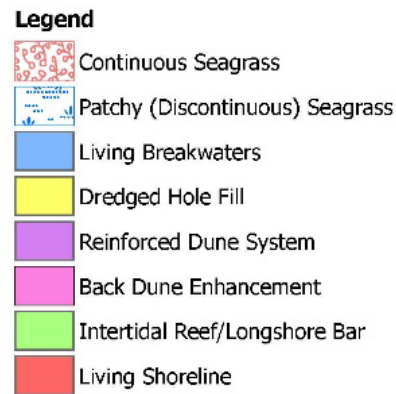 Legend
Continuous Seagrass
Patchy (Discontinuous) Seagrass
Living Breakwaters
Dredged Hole Fill
Reinforced Dune System
Back Dune Enhancement
Intertidal Reef/Longshore Bar
Living Shoreline